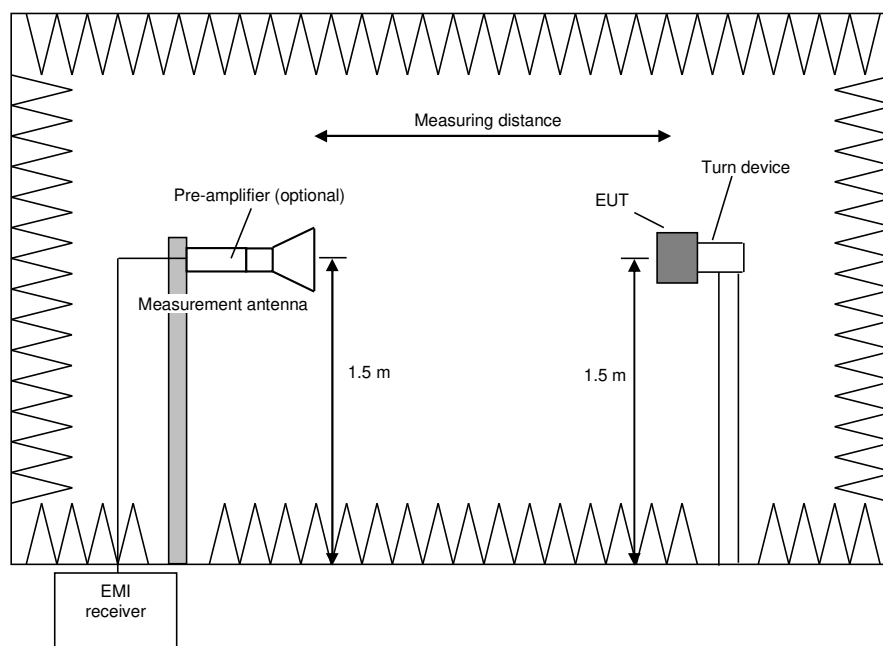 Measuring distance
Turn device
Pre-amplifier (optional)
EUT
Measurement antenna
1.5 m
1.5 m
EMI
receiver